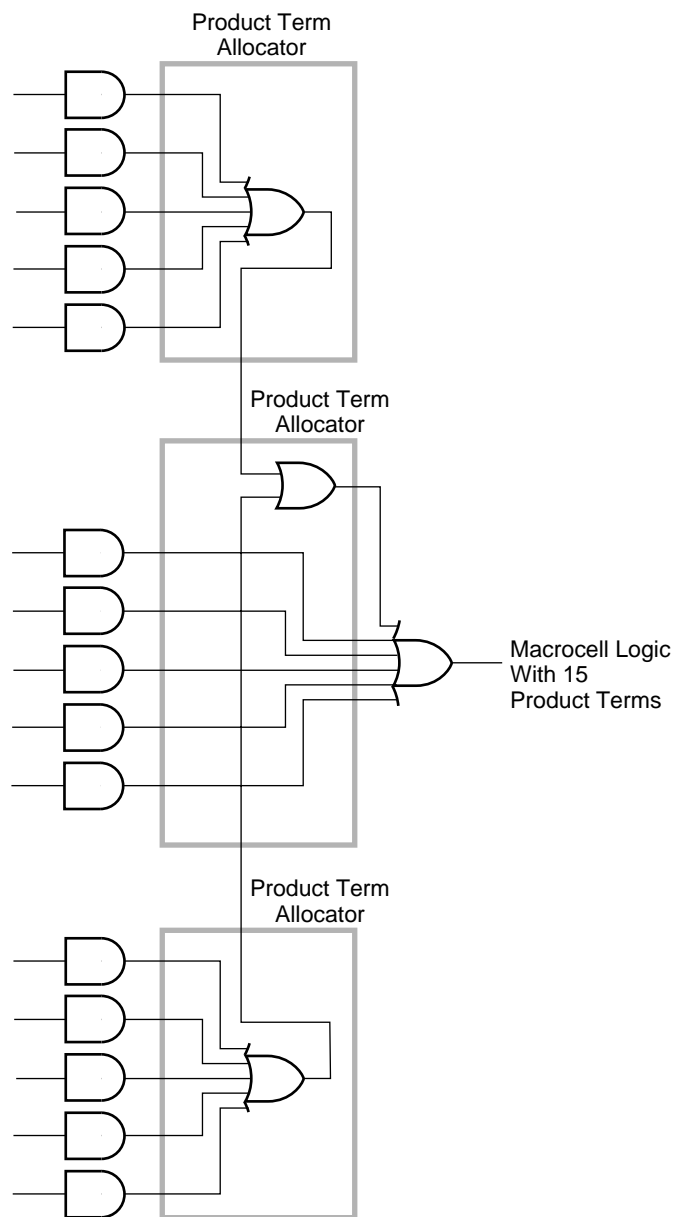 Product Term
Allocator
Product Term
Allocator
Macrocell Logic
With 15
Product Terms
Product Term
Allocator